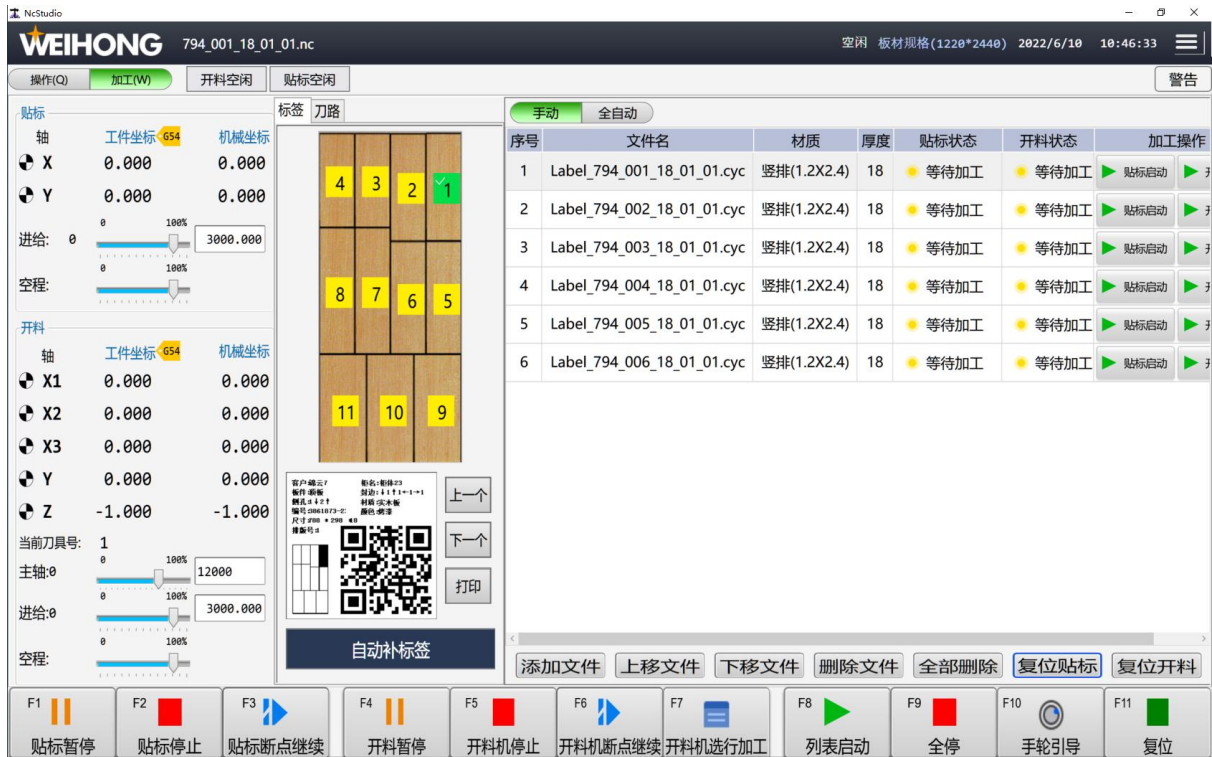 NcStudio
WEIHONG 794_001_18_01_01.nc 空闲 板材规格(1220*2440) 2022/6/10 10:46:33
操作(Q) 加工(W) 开料空闲 贴标空闲 警告
贴标
轴 工件坐标 G54 机械坐标
X 0.000 0.000
Y 0.000 0.000
0 100%
进给: 0 3000.000
0 100%
空程:
开料
轴 工件坐标 G54 机械坐标
X1 0.000 0.000
X2 0.000 0.000
X3 0.000 0.000
Y 0.000 0.000
Z -1.000 -1.000
当前刀具号: 1
0 100%
主轴:0 12000
0 100%
进给:0 3000.000
0 100%
空程:
标签 刀路
4 3 2 1
8 7 6 5
11 10 9
柜名:柜体23
上一个
下一个
打印
自动补标签
手动 全自动
序号 文件名 材质 厚度 贴标状态 开料状态 加工操作
1 Label_794_001_18_01_01.cyc 竖排(1.2X2.4) 18 等待加工 等待加工 贴标启动
2 Label_794_002_18_01_01.cyc 竖排(1.2X2.4) 18 等待加工 等待加工 贴标启动
3 Label_794_003_18_01_01.cyc 竖排(1.2X2.4) 18 等待加工 等待加工 贴标启动
4 Label_794_004_18_01_01.cyc 竖排(1.2X2.4) 18 等待加工 等待加工 贴标启动
5 Label_794_005_18_01_01.cyc 竖排(1.2X2.4) 18 等待加工 等待加工 贴标启动
6 Label_794_006_18_01_01.cyc 竖排(1.2X2.4) 18 等待加工 等待加工 贴标启动
添加文件 上移文件 下移文件 删除文件 全部删除 复位贴标 复位开料
F1 贴标暂停
F2 贴标停止
F3 贴标断点继续
F4 开料暂停
F5 开料机停止
F6 开料机断点继续
F7 开料机选行加工
F8 列表启动
F9 全停
F10 手轮引导
F11 复位